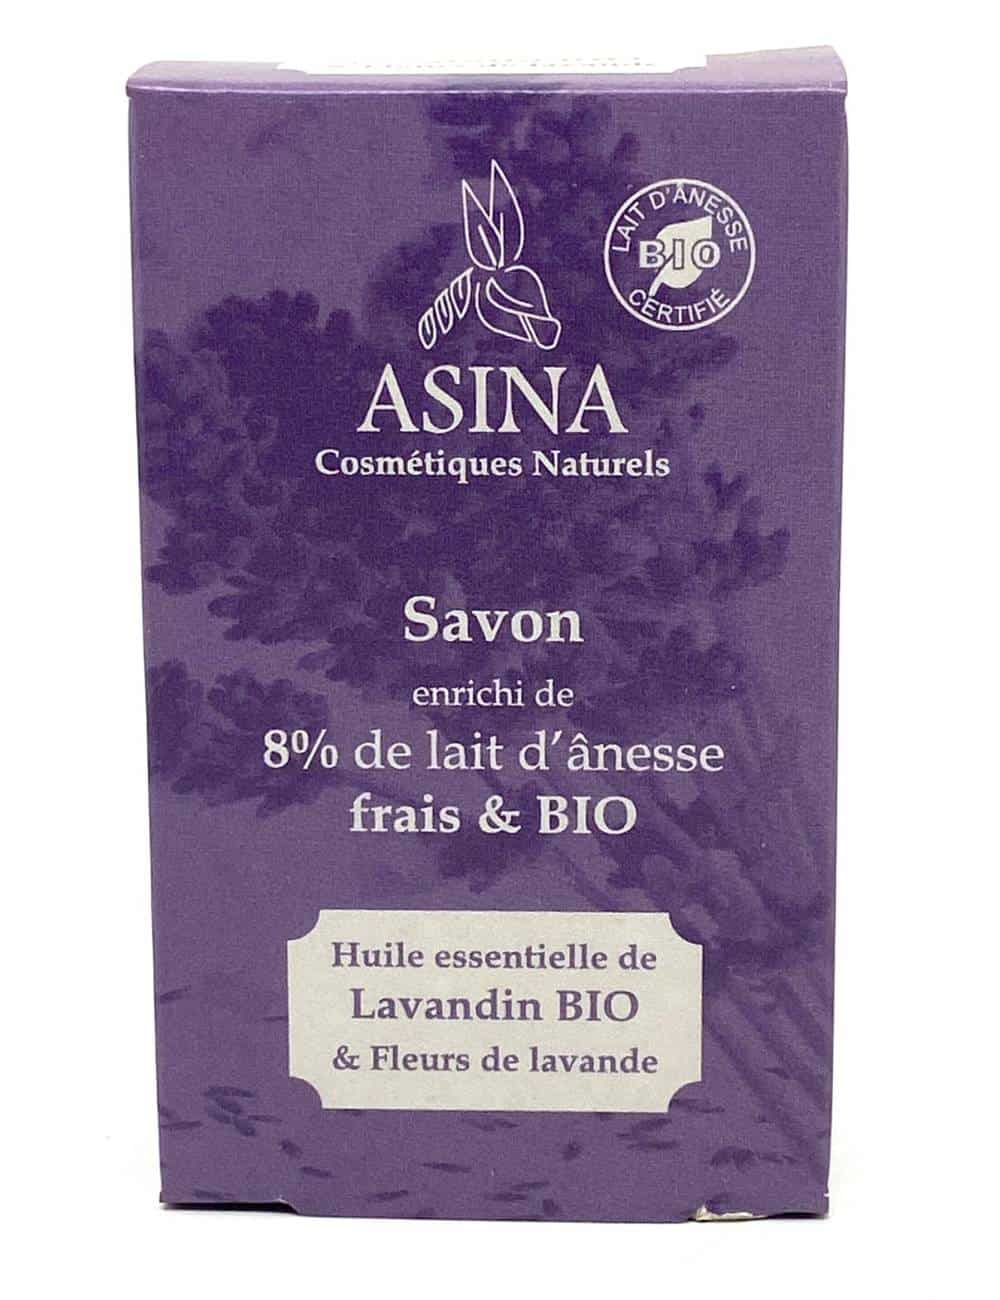 LAIT D'ÂNESSE
BIO
CERTIFIÉ
ASINA
Cosmétiques Naturels
Savon
enrichi de
8% de lait d'ânesse
frais & BIO
Huile essentielle de
Lavandin BIO
& Fleurs de lavande